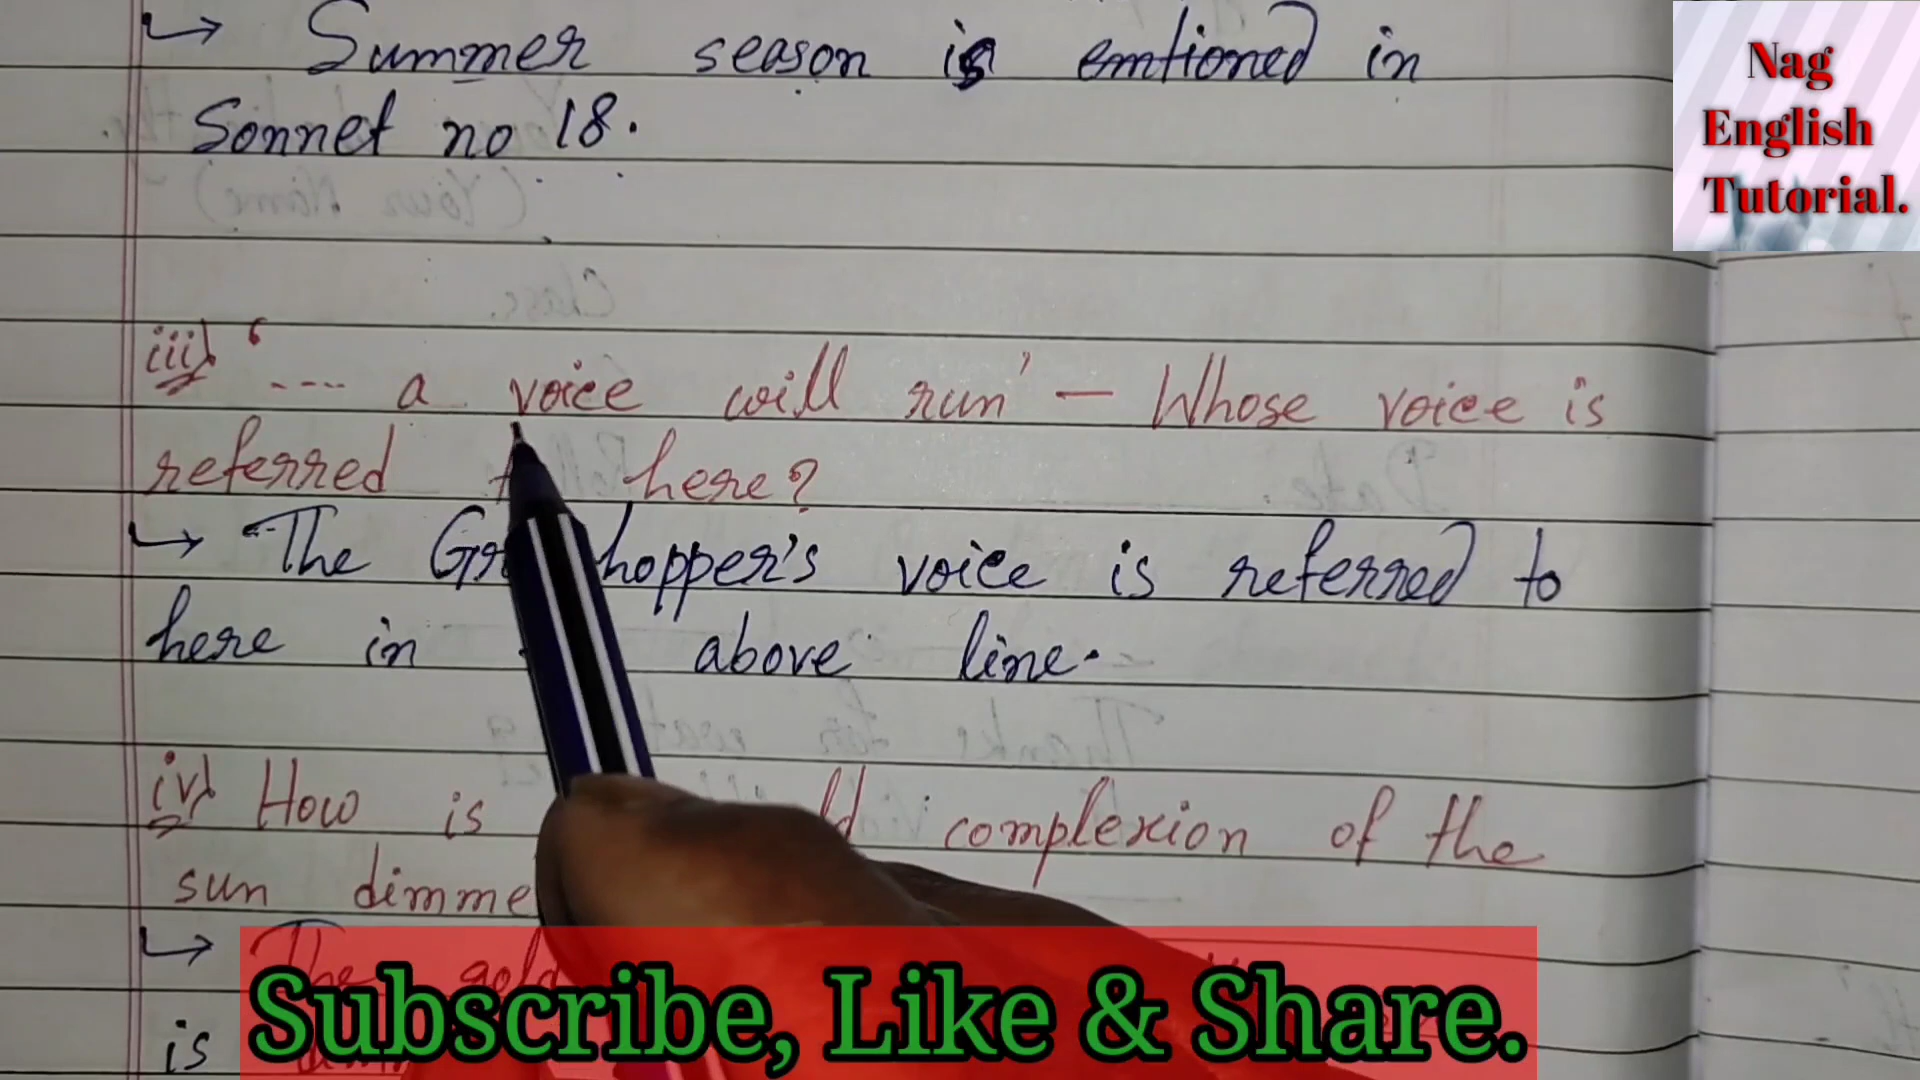 ↳ Summer season is emtioned in
Sonnet no 18.
iii) ‘ ---- a voice will run’ — Whose voice is
referred here?
↳ The hopper's voice is referred to
here in above line.
iv) How is complexion of the
sun
↳ The
is
Nag
English
Tutorial.
Subscribe, Like & Share.